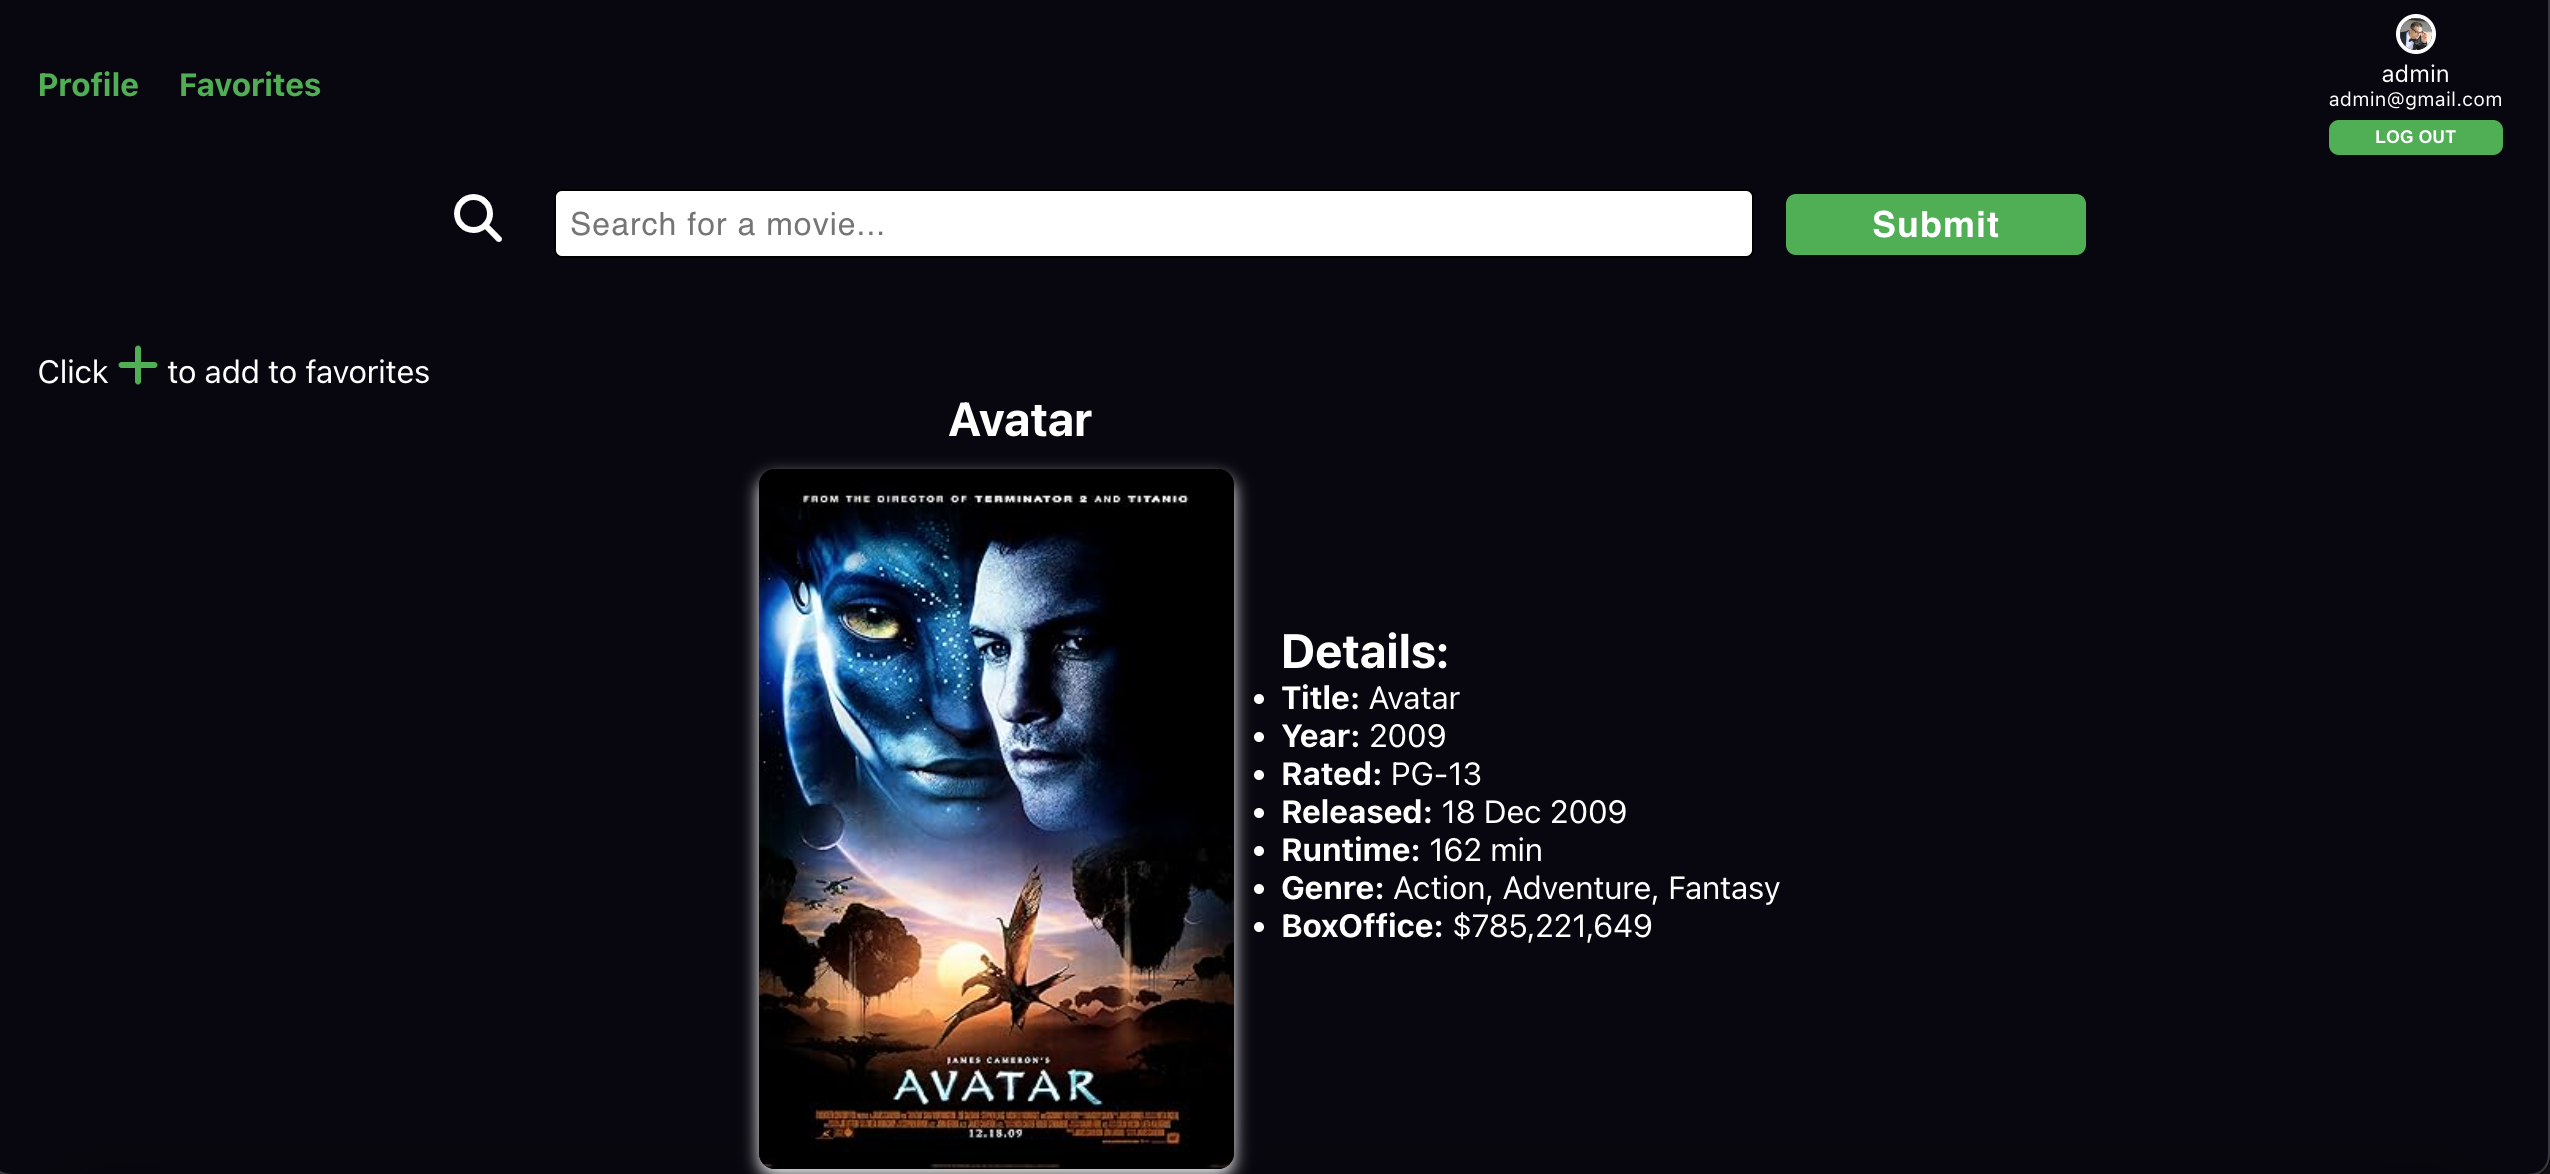 Profile Favorites
admin
admin@gmail.com
LOG OUT
Search for a movie...
Submit
Click + to add to favorites
Avatar
FROM THE DIRECTOR OF TERMINATOR 2 AND TITANIC
JAMES CAMERON'S
AVATAR
12.18.09
Details:
• Title: Avatar
• Year: 2009
• Rated: PG-13
• Released: 18 Dec 2009
• Runtime: 162 min
• Genre: Action, Adventure, Fantasy
• BoxOffice: $785,221,649